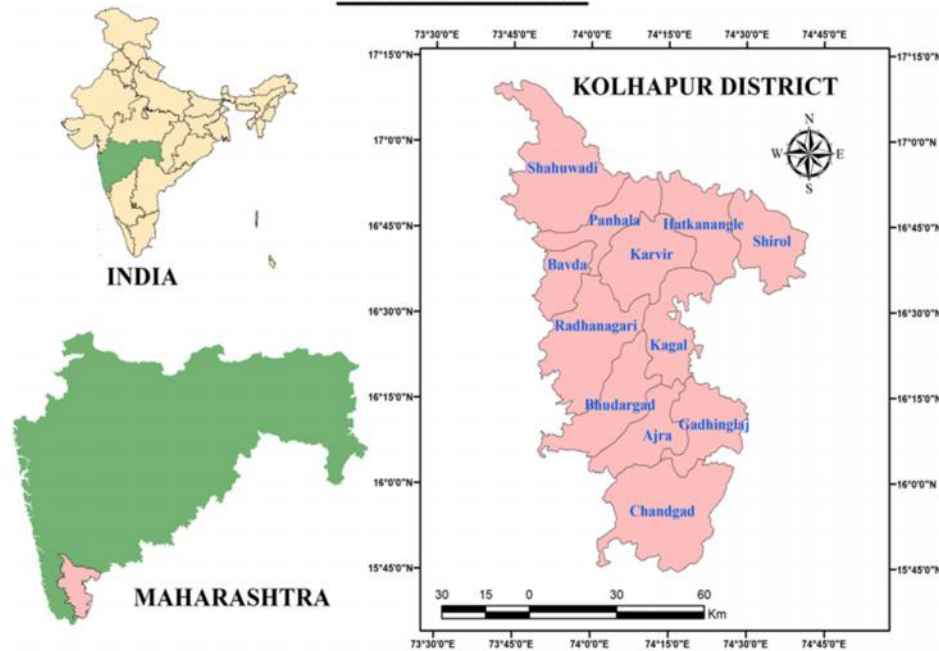 INDIA
MAHARASHTRA
73°30'0"E 73°45'0"E 74°0'0"E 74°15'0"E 74°30'0"E 74°45'0"E
KOLHAPUR DISTRICT
N
W E
S
Shahuwadi
Panhala
Hatkanangle
Shirol
Karvir
Bavda
Radhanagari
Kagal
Bhudargad
Gadhinglaj
Ajra
Chandgad
17°15'0"N 17°15'0"N
17°0'0"N 17°0'0"N
16°45'0"N 16°45'0"N
16°30'0"N 16°30'0"N
16°15'0"N 16°15'0"N
16°0'0"N 16°0'0"N
15°45'0"N 15°45'0"N
30 15 0 30 60
Km
73°30'0"E 73°45'0"E 74°0'0"E 74°15'0"E 74°30'0"E 74°45'0"E